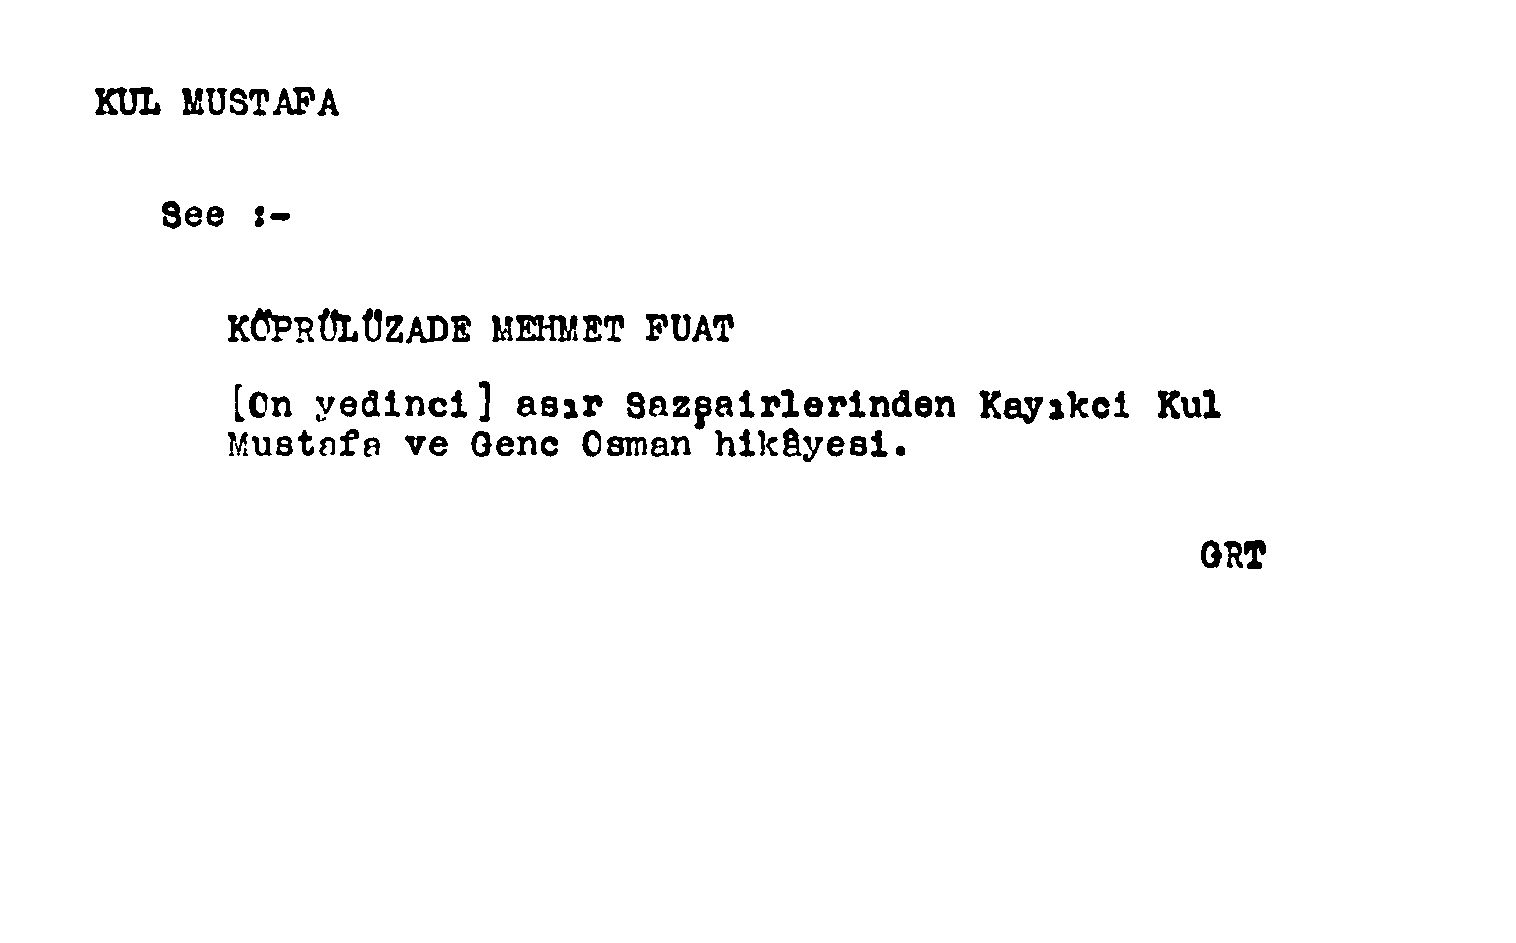 KUL MUSTAFA
See :-
KÖPRÜLÜZADE MEHMET FUAT
[On yedinci] asır Sazşairlerinden Kayıkci Kul
Mustafa ve Genc Osman hikâyesi.
GRT